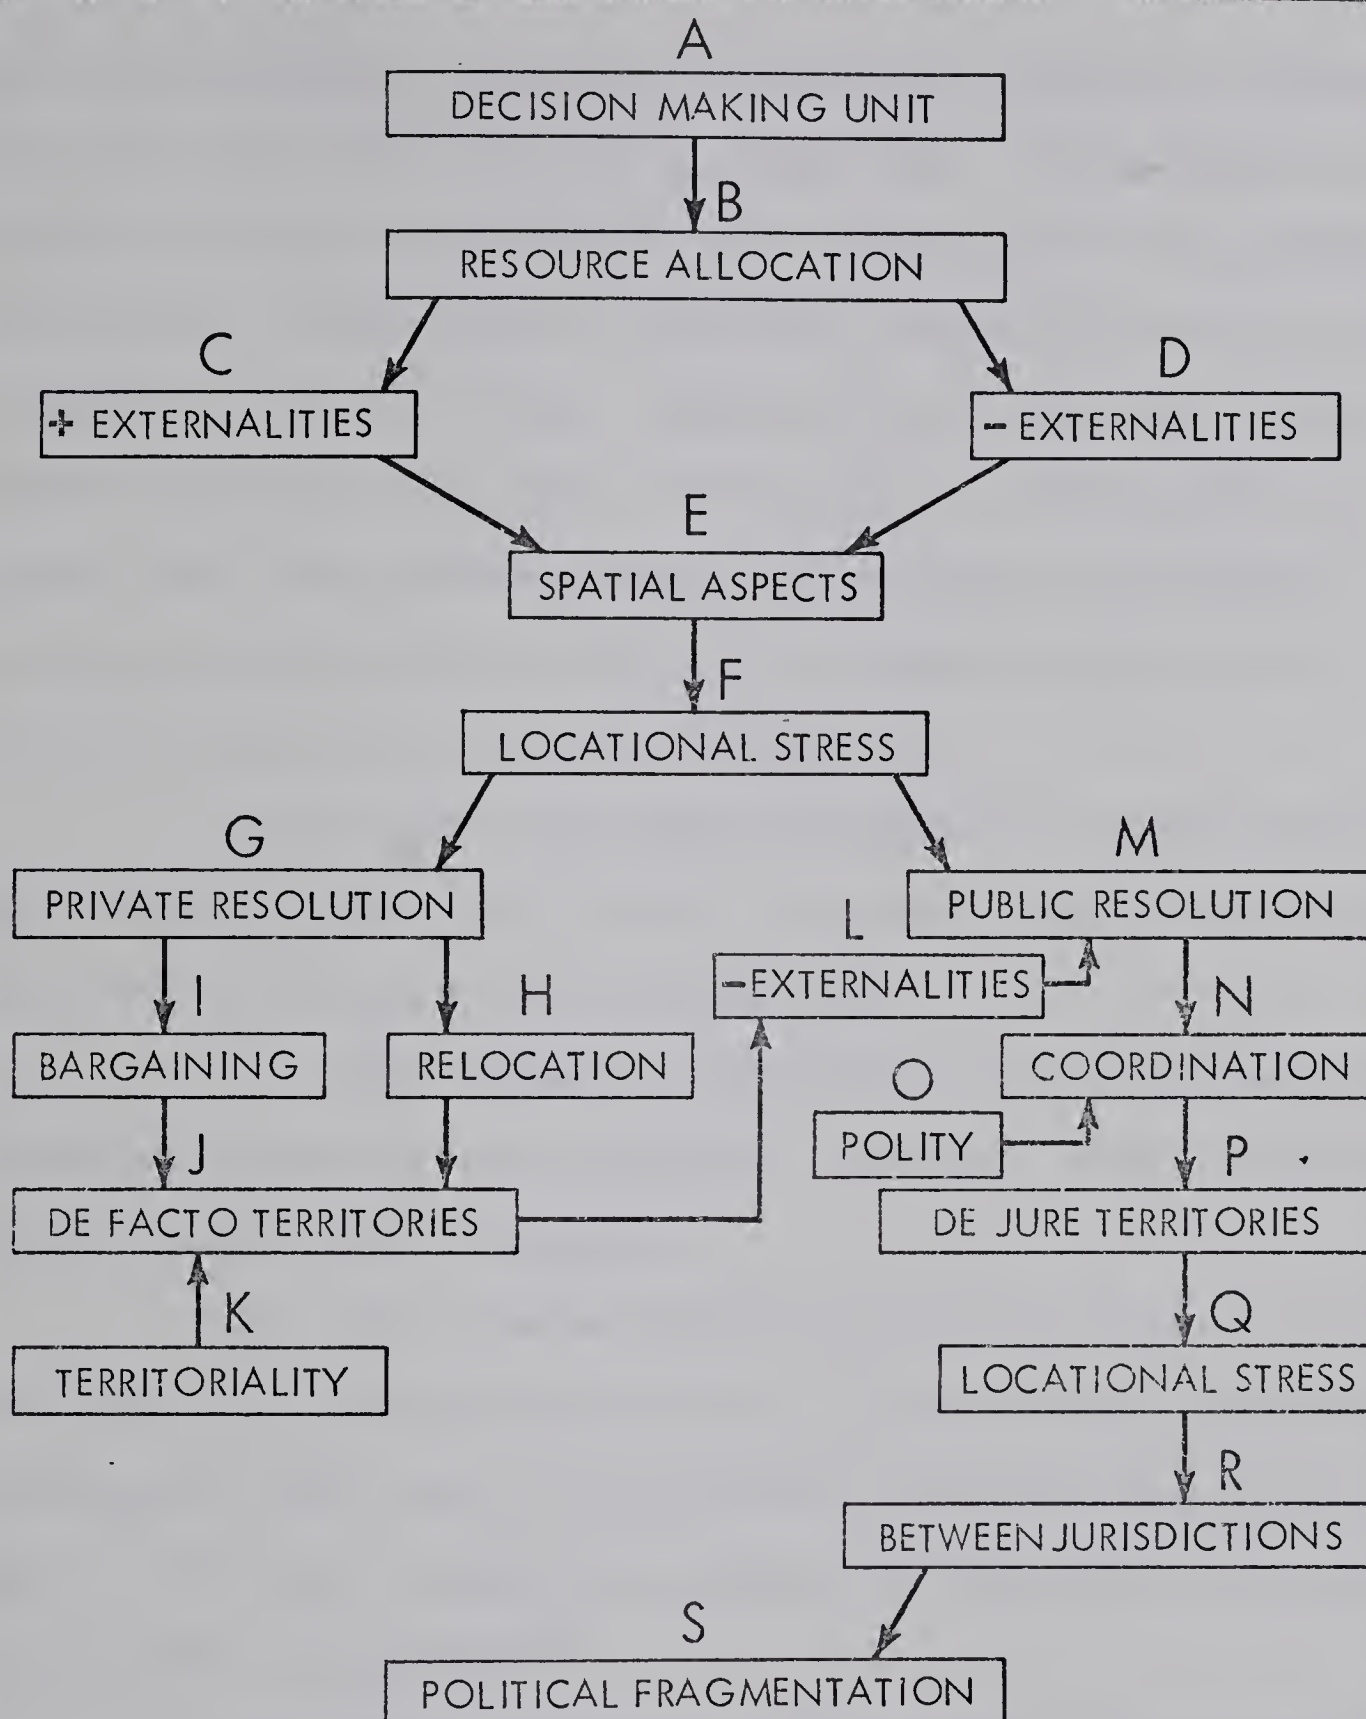 A
DECISION MAKING UNIT
B
RESOURCE ALLOCATION
C
D
+ EXTERNALITIES
- EXTERNALITIES
E
SPATIAL ASPECTS
F
LOCATIONAL STRESS
G
M
PRIVATE RESOLUTION
PUBLIC RESOLUTION
L
-EXTERNALITIES
I
H
N
BARGAINING
RELOCATION
COORDINATION
O
POLITY
J
P
DE FACTO TERRITORIES
DE JURE TERRITORIES
K
Q
TERRITORIALITY
LOCATIONAL STRESS
R
BETWEEN JURISDICTIONS
S
POLITICAL FRAGMENTATION